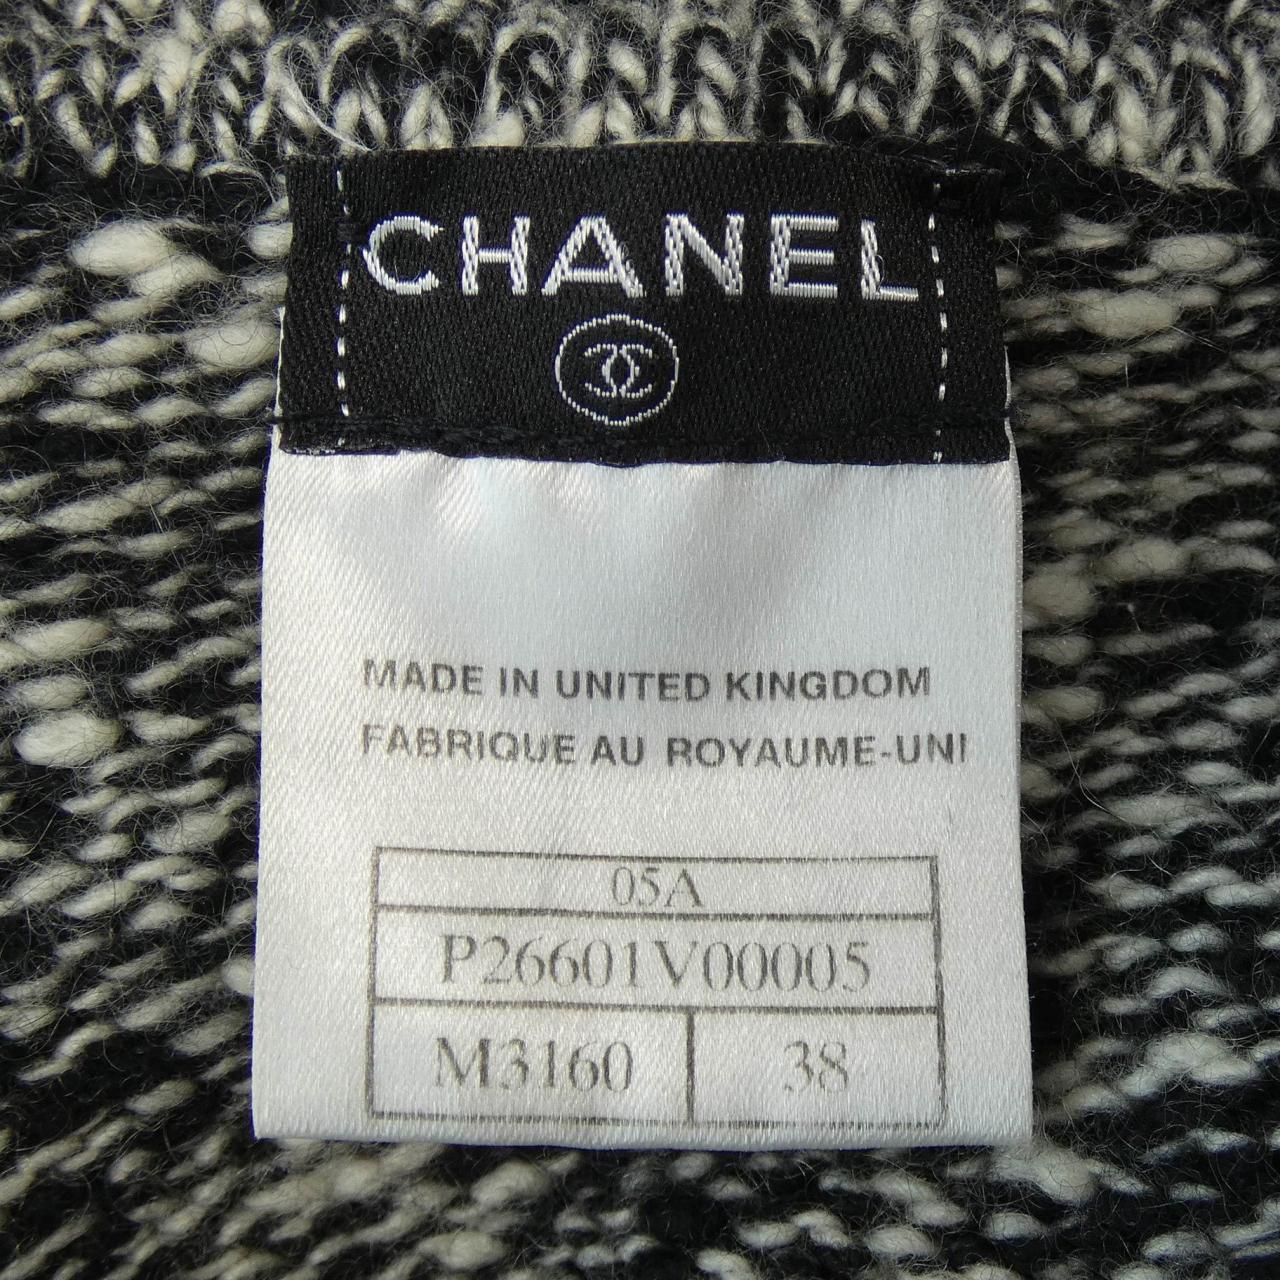 CHANEL
MADE IN UNITED KINGDOM
FABRIQUE AU ROYAUME-UNI
05A
P26601V00005
M3160 38